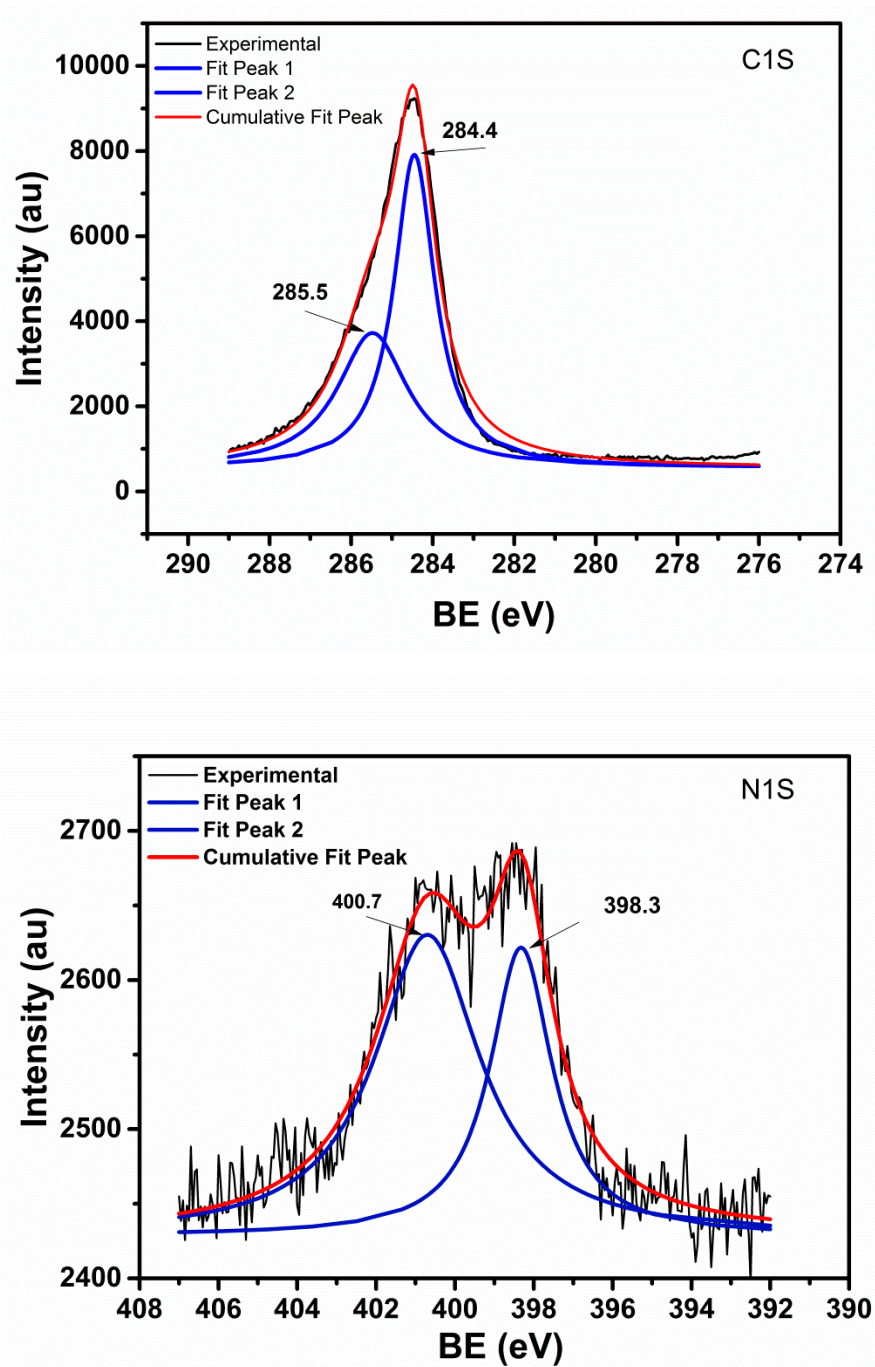 Experimental
Fit Peak 1
Fit Peak 2
Cumulative Fit Peak
C1S
284.4
285.5
10000
8000
6000
4000
2000
0
Intensity (au)
290 288 286 284 282 280 278 276 274
BE (eV)
Experimental
Fit Peak 1
Fit Peak 2
Cumulative Fit Peak
N1S
400.7
398.3
2700
2600
2500
2400
Intensity (au)
408 406 404 402 400 398 396 394 392 390
BE (eV)